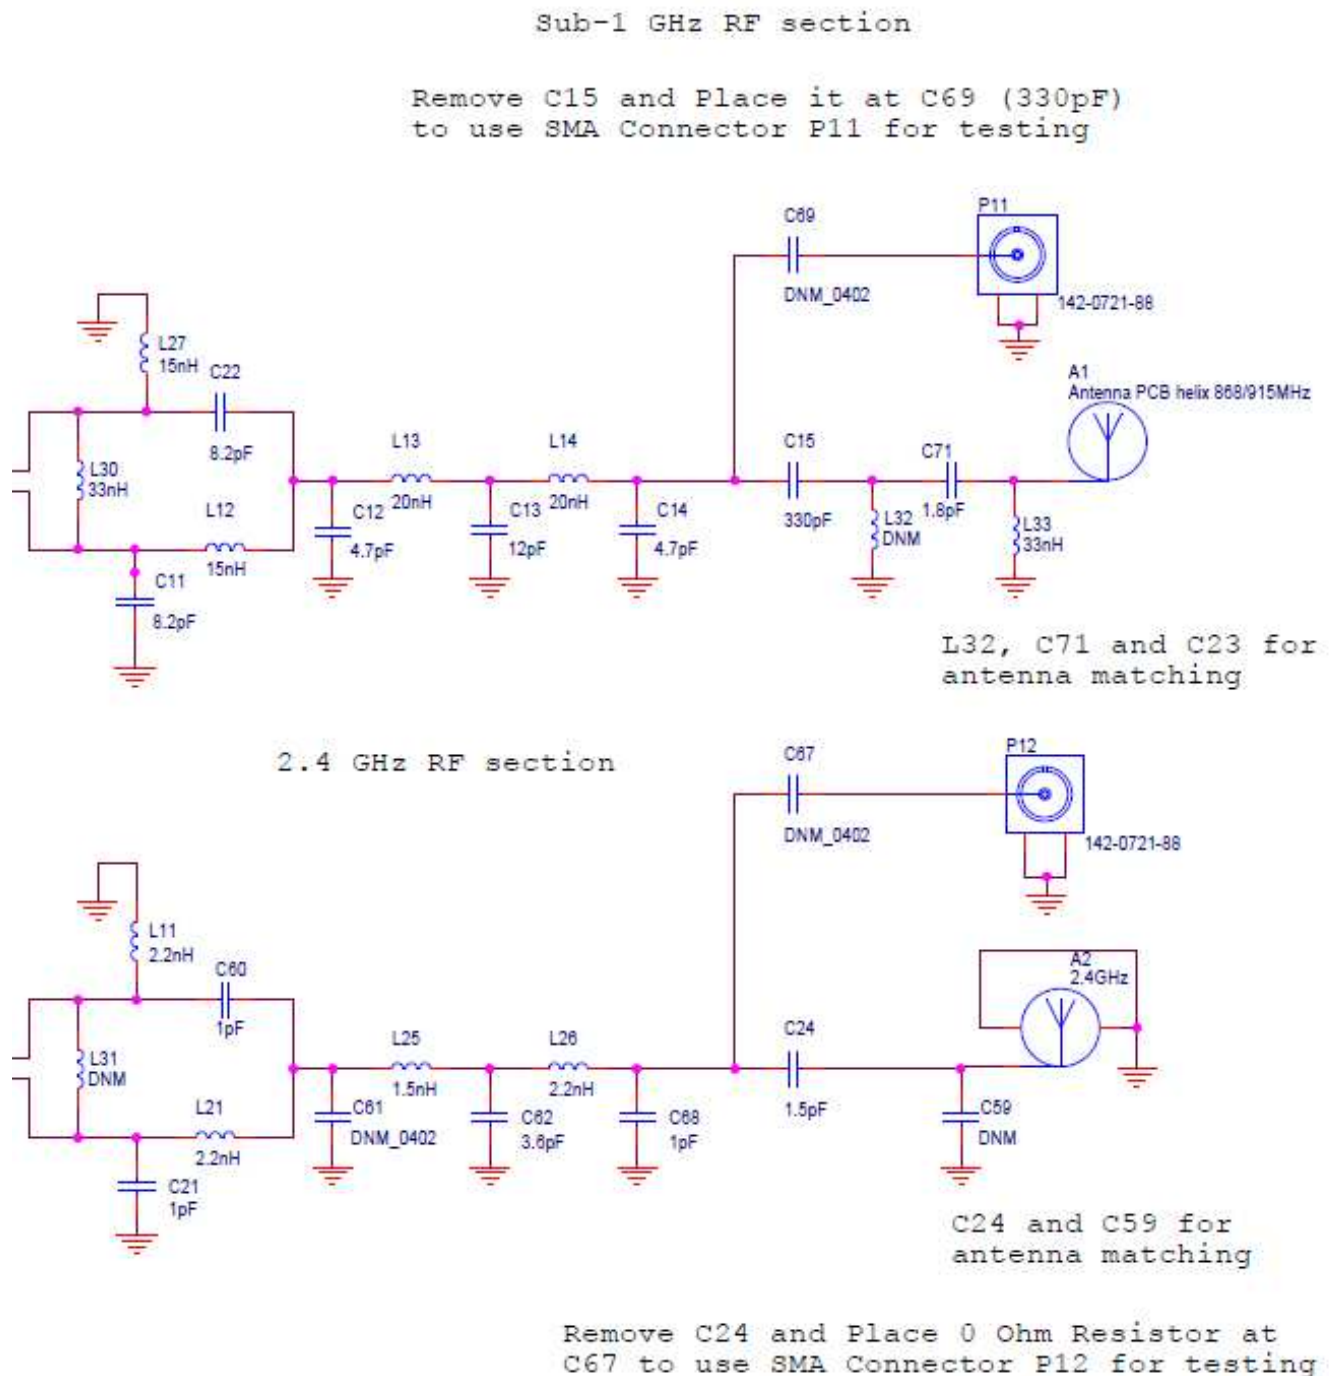 Sub-1 GHz RF section
Remove C15 and Place it at C69 (330pF)
to use SMA Connector P11 for testing
C69
DNM_0402
P11
142-0721-88
L27
15nH
C22
8.2pF
L30
33nH
L12
15nH
C11
8.2pF
L13
20nH
L14
20nH
C12
4.7pF
C13
12pF
C14
4.7pF
C15
330pF
C71
1.8pF
L32
DNM
L33
33nH
A1
Antenna PCB helix 868/915MHz
L32, C71 and C23 for
antenna matching
2.4 GHz RF section
C67
DNM_0402
P12
142-0721-88
L11
2.2nH
C60
1pF
L31
DNM
L21
2.2nH
C21
1pF
L25
1.5nH
L26
2.2nH
C61
DNM_0402
C62
3.6pF
C68
1pF
C24
1.5pF
C59
DNM
A2
2.4GHz
C24 and C59 for
antenna matching
Remove C24 and Place 0 Ohm Resistor at
C67 to use SMA Connector P12 for testing